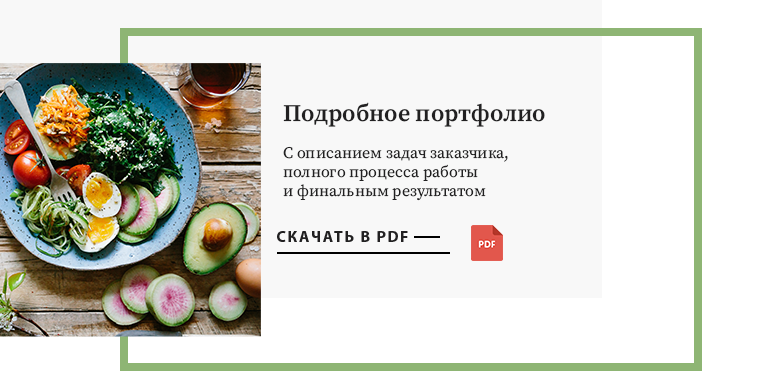 Подробное портфолио
С описанием задач заказчика,
полного процесса работы
и финальным результатом
СКАЧАТЬ В PDF —
PDF